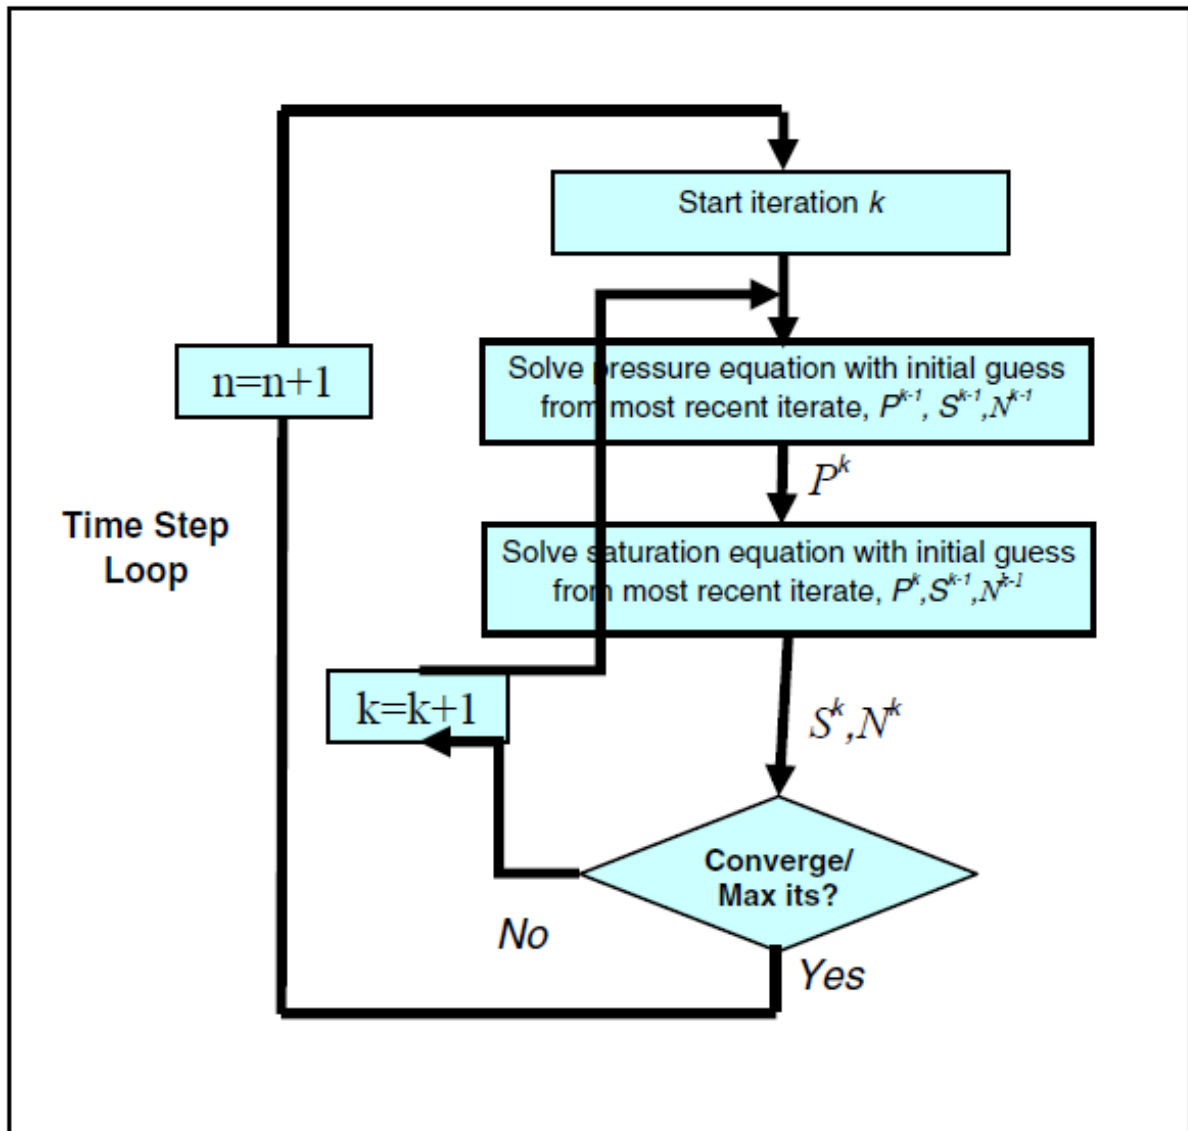 Start iteration k
n=n+1
Solve pressure equation with initial guess
from most recent iterate, P^k-1, S^k-1,N^k-1
P^k
Time Step
Loop
Solve saturation equation with initial guess
from most recent iterate, P^k,S^k-1,N^k-1
k=k+1
S^k,N^k
Converge/
Max its?
No
Yes